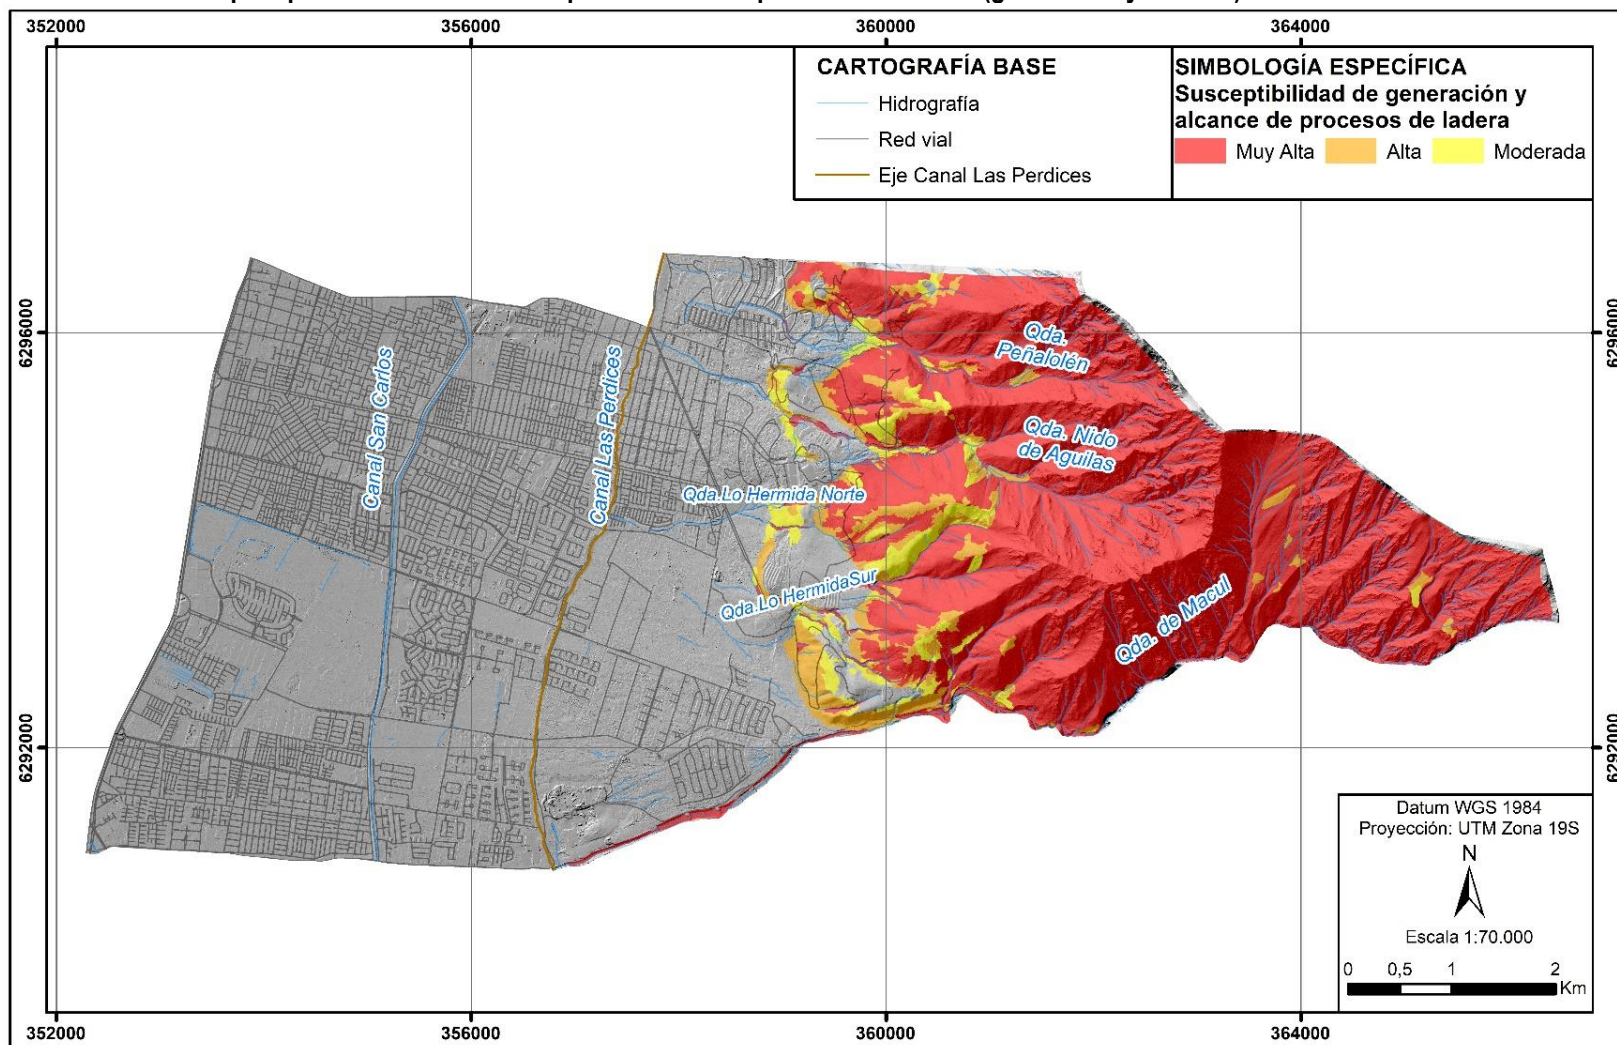 352000
356000
360000
364000
CARTOGRAFÍA BASE
Hidrografía
Red vial
Eje Canal Las Perdices
SIMBOLOGÍA ESPECÍFICA
Susceptibilidad de generación y
alcance de procesos de ladera
Muy Alta
Alta
Moderada
6296000
6296000
Canal San Carlos
Canal Las Perdices
Qda.
Peñalolén
Qda. Nido
de Aguilas
Qda.Lo Hermida Norte
Qda.Lo HermidaSur
Qda. de Macul
6292000
6292000
Datum WGS 1984
Proyección: UTM Zona 19S
N
Escala 1:70.000
0 0,5 1 2
Km
352000
356000
360000
364000